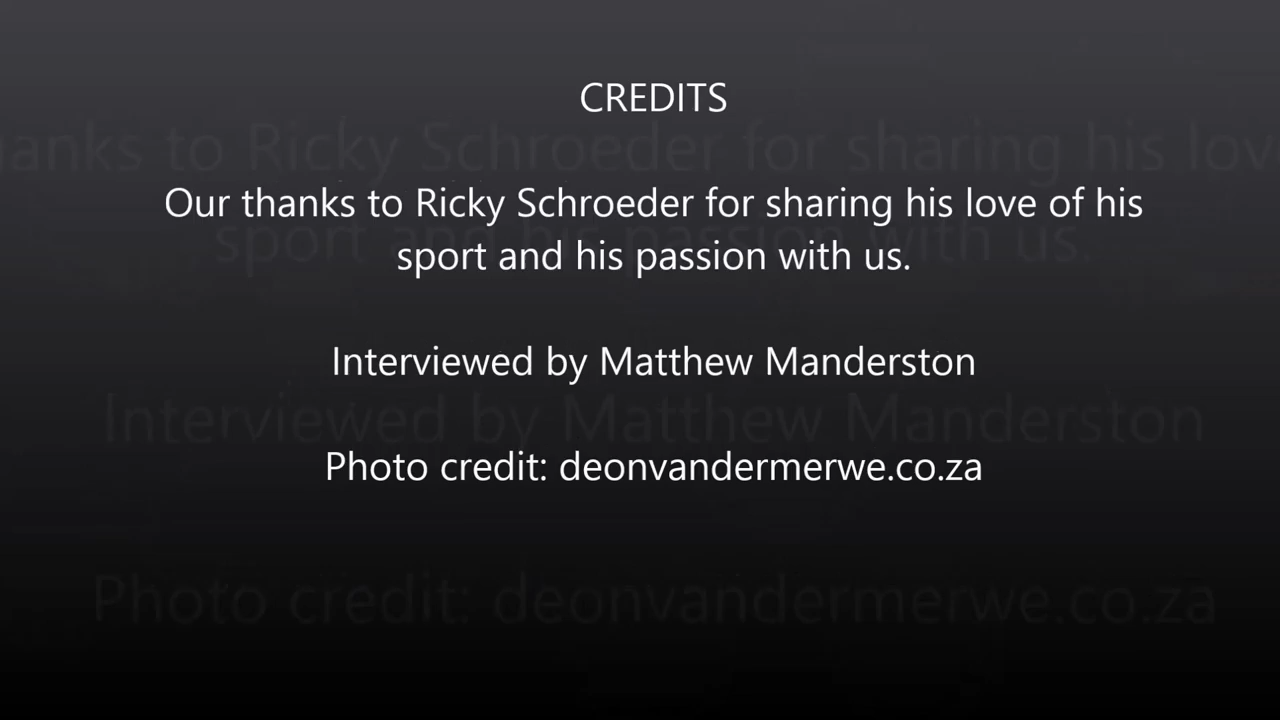 CREDITS
Our thanks to Ricky Schroeder for sharing his love of his
sport and his passion with us.
Interviewed by Matthew Manderston
Photo credit: deonvandermerwe.co.za